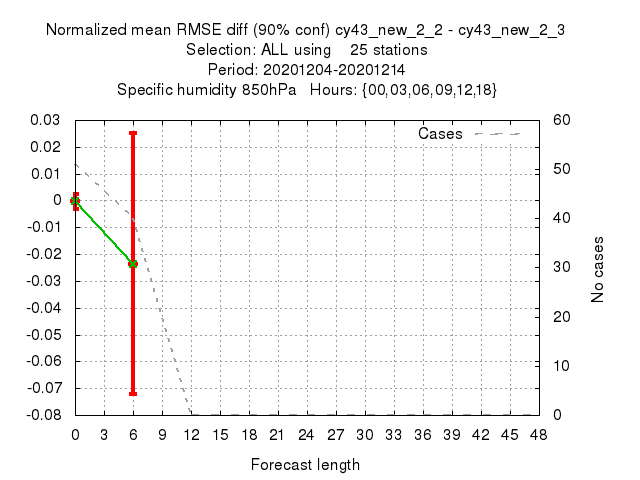 Normalized mean RMSE diff (90% conf) cy43_new_2_2 - cy43_new_2_3
Selection: ALL using    25 stations
Period: 20201204-20201214
Specific humidity 850hPa   Hours: {00,03,06,09,12,18}
Cases
0.03
0.02
0.01
0
-0.01
-0.02
-0.03
-0.04
-0.05
-0.06
-0.07
-0.08
60
50
40
30
20
10
0
No cases
0 3 6 9 12 15 18 21 24 27 30 33 36 39 42 45 48
Forecast length